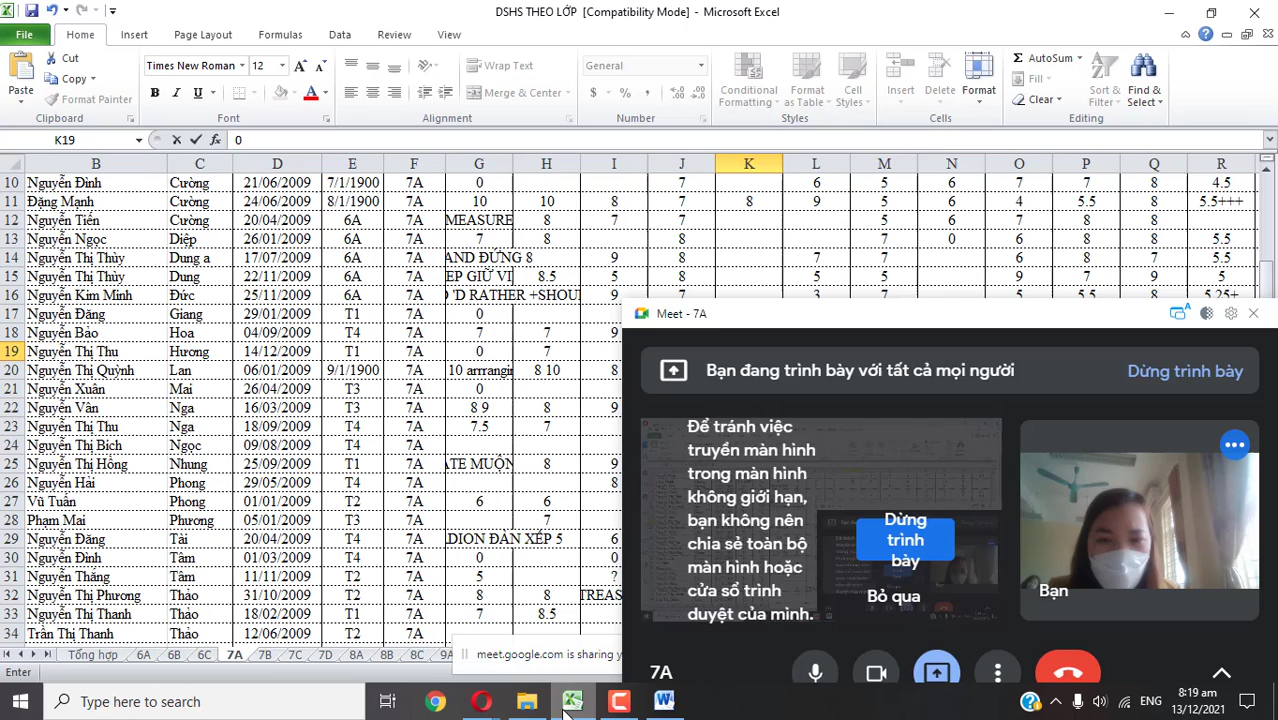 DSHS THEO LỚP [Compatibility Mode] - Microsoft Excel
File Home Insert Page Layout Formulas Data Review View
Paste Cut Copy Format Painter Clipboard
Times New Roman 12 B I U A Font
Wrap Text Merge & Center Alignment
General $ % , Number
Conditional Formatting Format as Table Cell Styles Styles
Insert Delete Format Cells
Σ AutoSum Fill Clear Sort & Filter Find & Select Editing
K19 fx 0
B C D E F G H I J K L M N O P Q R
10 Nguyễn Đình Cường 21/06/2009 7/1/1900 7A 0 7 6 5 6 7 7 8 4.5
11 Đặng Mạnh Cường 24/06/2009 8/1/1900 7A 10 10 8 7 8 9 5 6 4 5.5 8 5.5+++
12 Nguyễn Tiến Cường 20/04/2009 6A 7A MEASURE 8 7 7 5 6 7 8 8
13 Nguyễn Ngọc Diệp 26/01/2009 6A 7A 7 8 8 7 0 6 8 8 5.5
14 Nguyễn Thị Thùy Dung a 17/07/2009 6A 7A AND ĐỨNG 8 9 8 7 7 6 8 7 5.5
15 Nguyễn Thị Thùy Dung 22/11/2009 6A 7A EP GIỮ VI 8.5 5 8 5 5 9 7 9 5
16 Nguyễn Kim Minh Đức 25/11/2009 6A 7A 'D RATHER +SHOU 9 7 3 7 5 5.5 8 5.25+
17 Nguyễn Đăng Giang 29/01/2009 T1 7A 0
18 Nguyễn Bảo Hoa 04/09/2009 T4 7A 7 7 9
19 Nguyễn Thị Thu Hương 14/12/2009 T1 7A 0 7
20 Nguyễn Thị Quỳnh Lan 06/01/2009 9/1/1900 7A 10 arrrangin 8 10 8
21 Nguyễn Xuân Mai 26/04/2009 T3 7A 0
22 Nguyễn Vân Nga 16/03/2009 T3 7A 8 9 8 9
23 Nguyễn Thị Thu Nga 18/09/2009 T4 7A 7.5 7
24 Nguyễn Thị Bích Ngọc 09/08/2009 T4 7A
25 Nguyễn Thị Hồng Nhung 25/09/2009 T1 7A ATE MUỘN 8 9
26 Nguyễn Hải Phong 29/05/2009 T4 7A 8
27 Vũ Tuấn Phong 01/01/2009 T2 7A 6 6
28 Phạm Mai Phương 05/01/2009 T3 7A 7
29 Nguyễn Đăng Tài 20/04/2009 T4 7A DION ĐÀN XẾP 5 6
30 Nguyễn Đình Tâm 01/03/2009 T4 7A 0 0
31 Nguyễn Thắng Tâm 11/11/2009 T2 7A 5 ?
32 Nguyễn Thị Phương Thảo 31/10/2009 T2 7A 8 8 TREAS
33 Nguyễn Thị Thanh Thảo 18/02/2009 T1 7A 7 8.5
34 Trần Thị Thanh Thảo 12/06/2009 T2 7A
Meet - 7A
Bạn đang trình bày với tất cả mọi người Dừng trình bày
Để tránh việc
truyền màn hình
trong màn hình
không giới hạn,
bạn không nên
chia sẻ toàn bộ
màn hình hoặc
cửa sổ trình
duyệt của mình.
Dừng
trình
bày
Bỏ qua
Bạn
7A
Tổng hợp 6A 6B 6C 7A 7B 7C 7D 8A 8B 8C 9A
meet.google.com is sharing y
Enter
Type here to search
ENG
8:19 am
13/12/2021